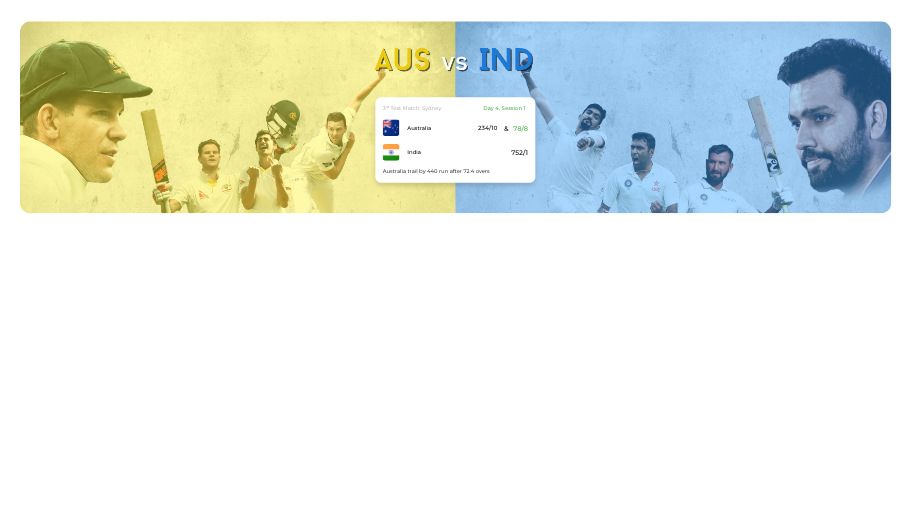 AUS vs IND
3rd Test Match, Sydney Day 4, Session 1
Australia 234/10 & 78/8
India 752/1
Australia trail by 440 run after 72.4 overs